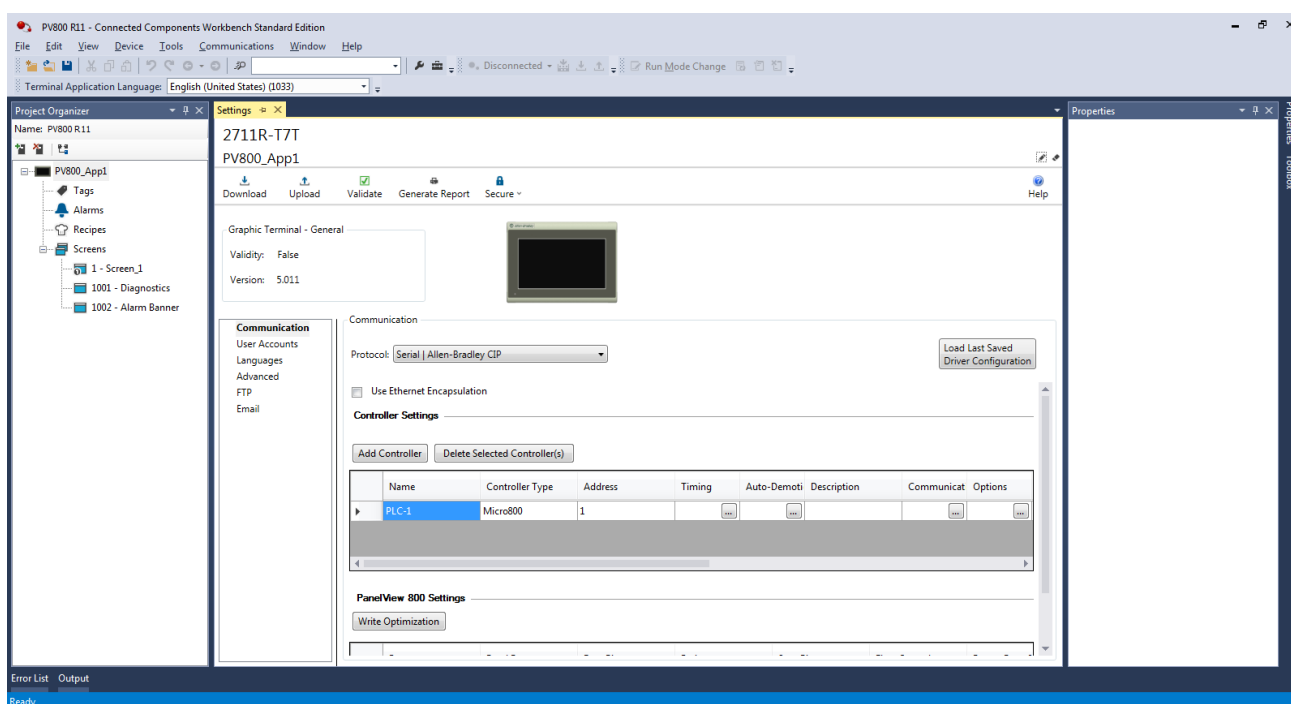 PV800 R11 - Connected Components Workbench Standard Edition
File Edit View Device Tools Communications Window Help
Disconnected Run Mode Change
Terminal Application Language: English (United States) (1033)
Project Organizer
Name: PV800 R11
PV800_App1
Tags
Alarms
Recipes
Screens
1 - Screen_1
1001 - Diagnostics
1002 - Alarm Banner
Settings
2711R-T7T
PV800_App1
Download Upload Validate Generate Report Secure Help
Graphic Terminal - General
Validity: False
Version: 5.011
Communication
User Accounts
Languages
Advanced
FTP
Email
Communication
Protocol: Serial | Allen-Bradley CIP
Load Last Saved
Driver Configuration
Use Ethernet Encapsulation
Controller Settings
Add Controller Delete Selected Controller(s)
Name Controller Type Address Timing Auto-Demoti Description Communicat Options
PLC-1 Micro800 1 ... ... ... ...
PanelView 800 Settings
Write Optimization
Properties
Properties
Toolbox
Error List Output
Ready